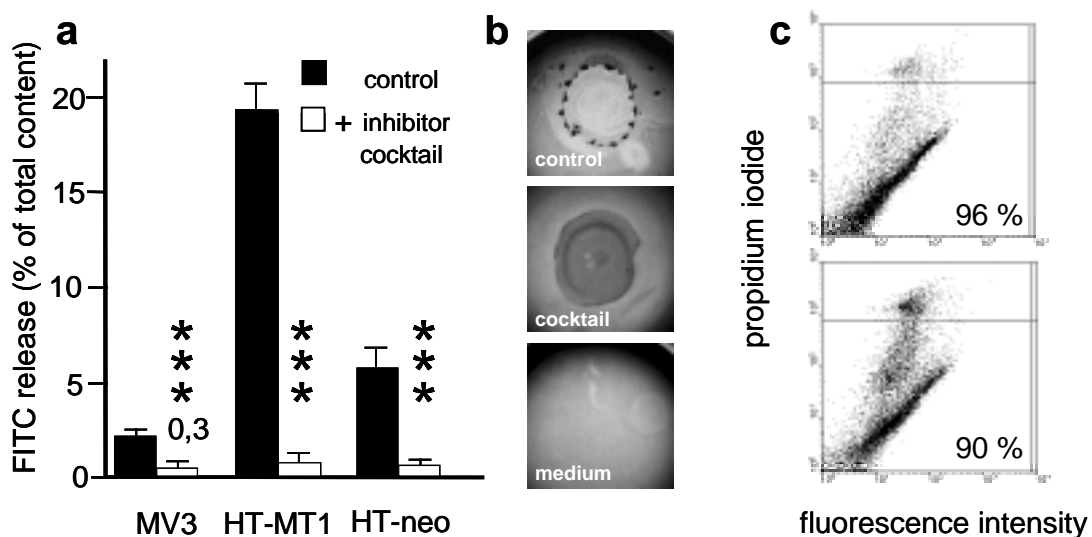 a
FITC release (% of total content)
20
15
10
5
0
control
+ inhibitor
cocktail
***
0,3
***
***
MV3
HT-MT1
HT-neo
b
control
cocktail
medium
c
propidium iodide
96 %
90 %
fluorescence intensity